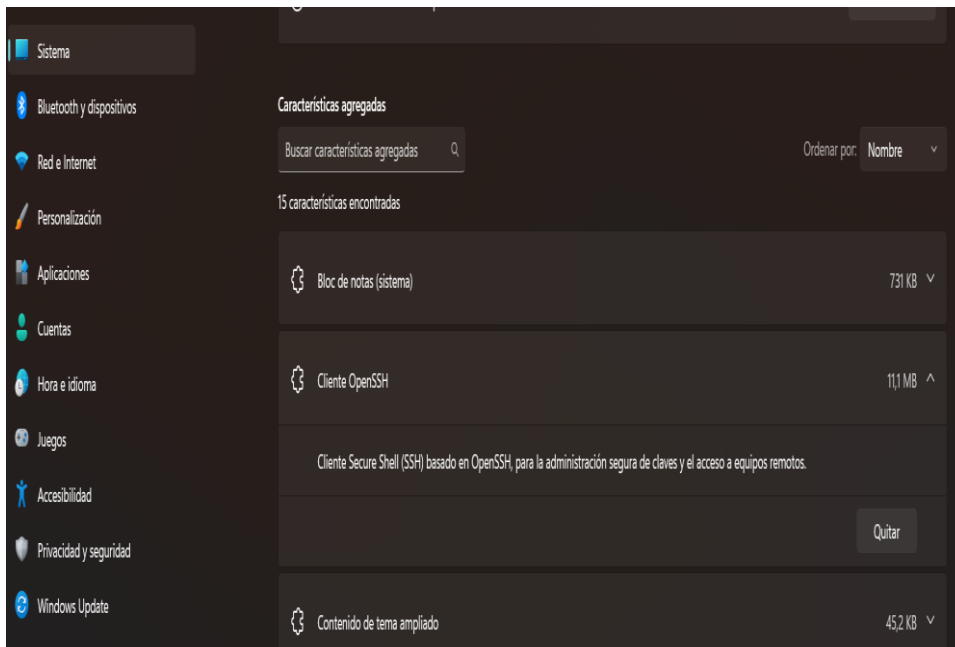 Sistema
Bluetooth y dispositivos
Red e Internet
Personalización
Aplicaciones
Cuentas
Hora e idioma
Juegos
Accesibilidad
Privacidad y seguridad
Windows Update
Características agregadas
Buscar características agregadas
Ordenar por: Nombre
15 características encontradas
Bloc de notas (sistema) 731 KB
Cliente OpenSSH 11,1 MB
Cliente Secure Shell (SSH) basado en OpenSSH, para la administración segura de claves y el acceso a equipos remotos.
Quitar
Contenido de tema ampliado 45,2 KB